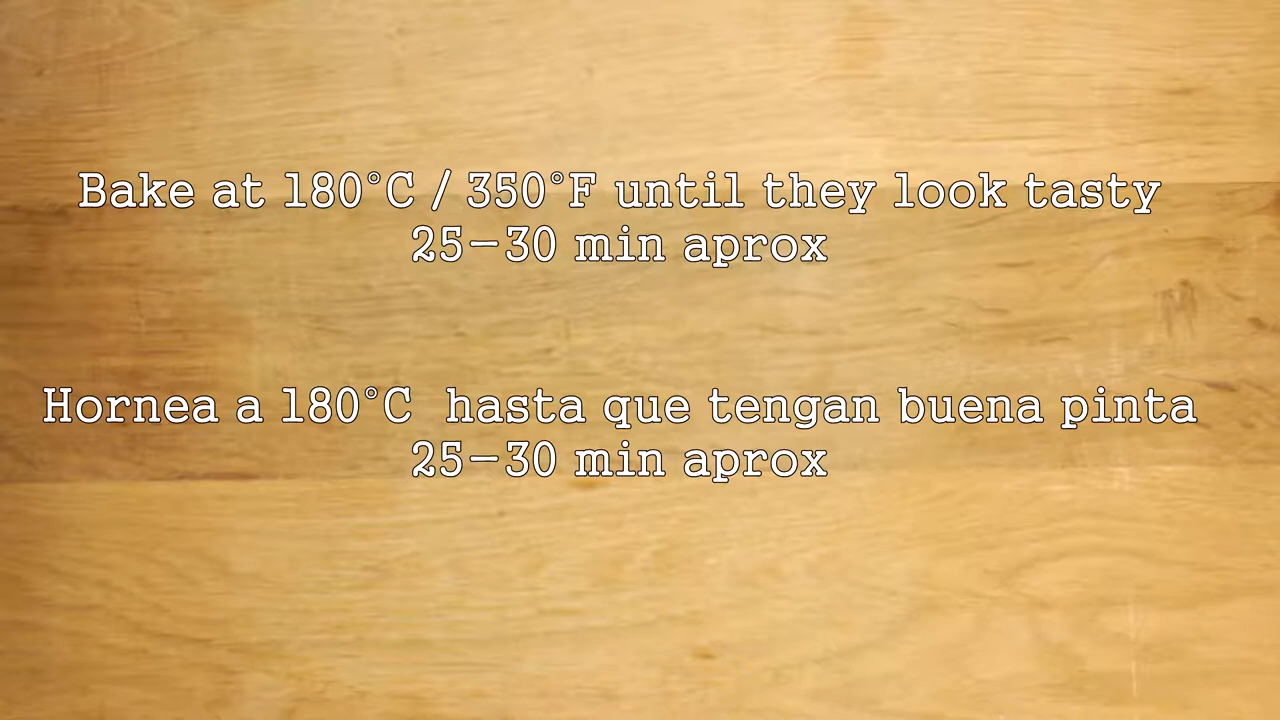 Bake at 180°C / 350°F until they look tasty
25-30 min aprox
Hornea a 180°C hasta que tengan buena pinta
25-30 min aprox